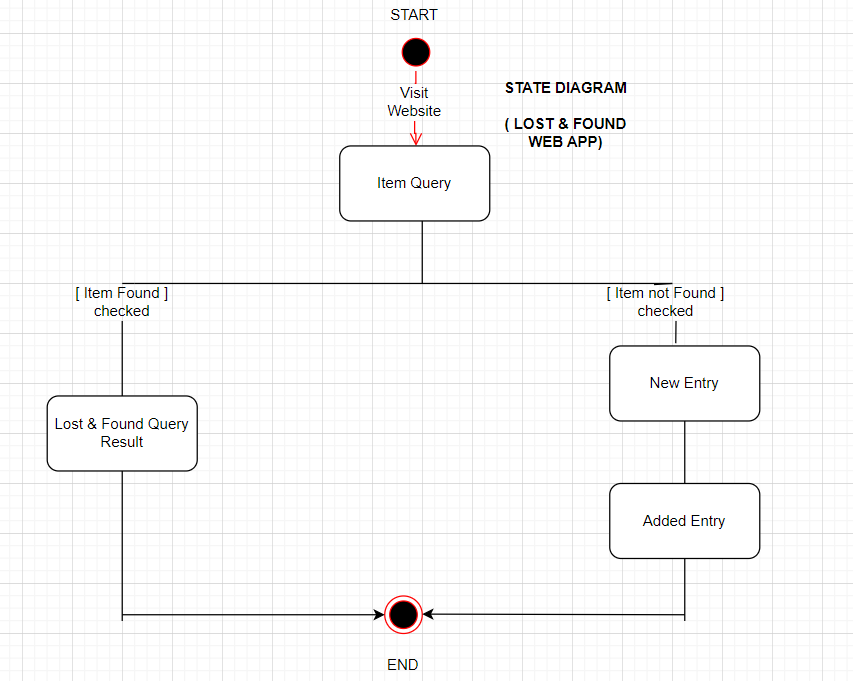 START
Visit
Website
STATE DIAGRAM
( LOST & FOUND
WEB APP)
Item Query
[ Item Found ]
checked
[ Item not Found ]
checked
New Entry
Lost & Found Query
Result
Added Entry
END